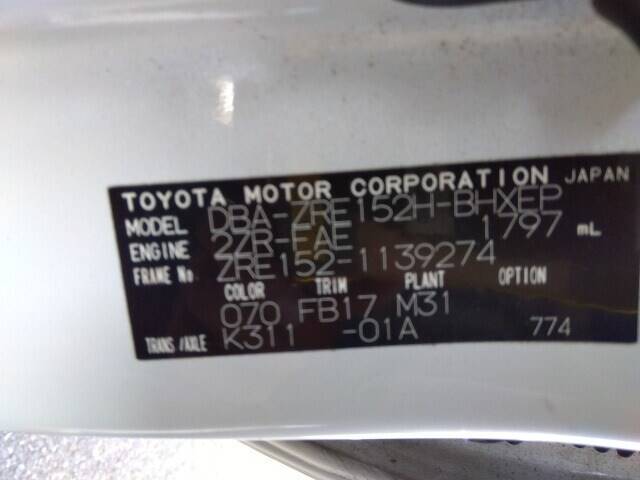 TOYOTA MOTOR CORPORATION JAPAN
MODEL DBA-ZRE152H-BHXEP
ENGINE 2ZR-FAE 1797 mL
FRAME No. ZRE152-1139274
COLOR TRIM PLANT OPTION
070 FB17 M31
TRANS/AXLE K311 -01A 774